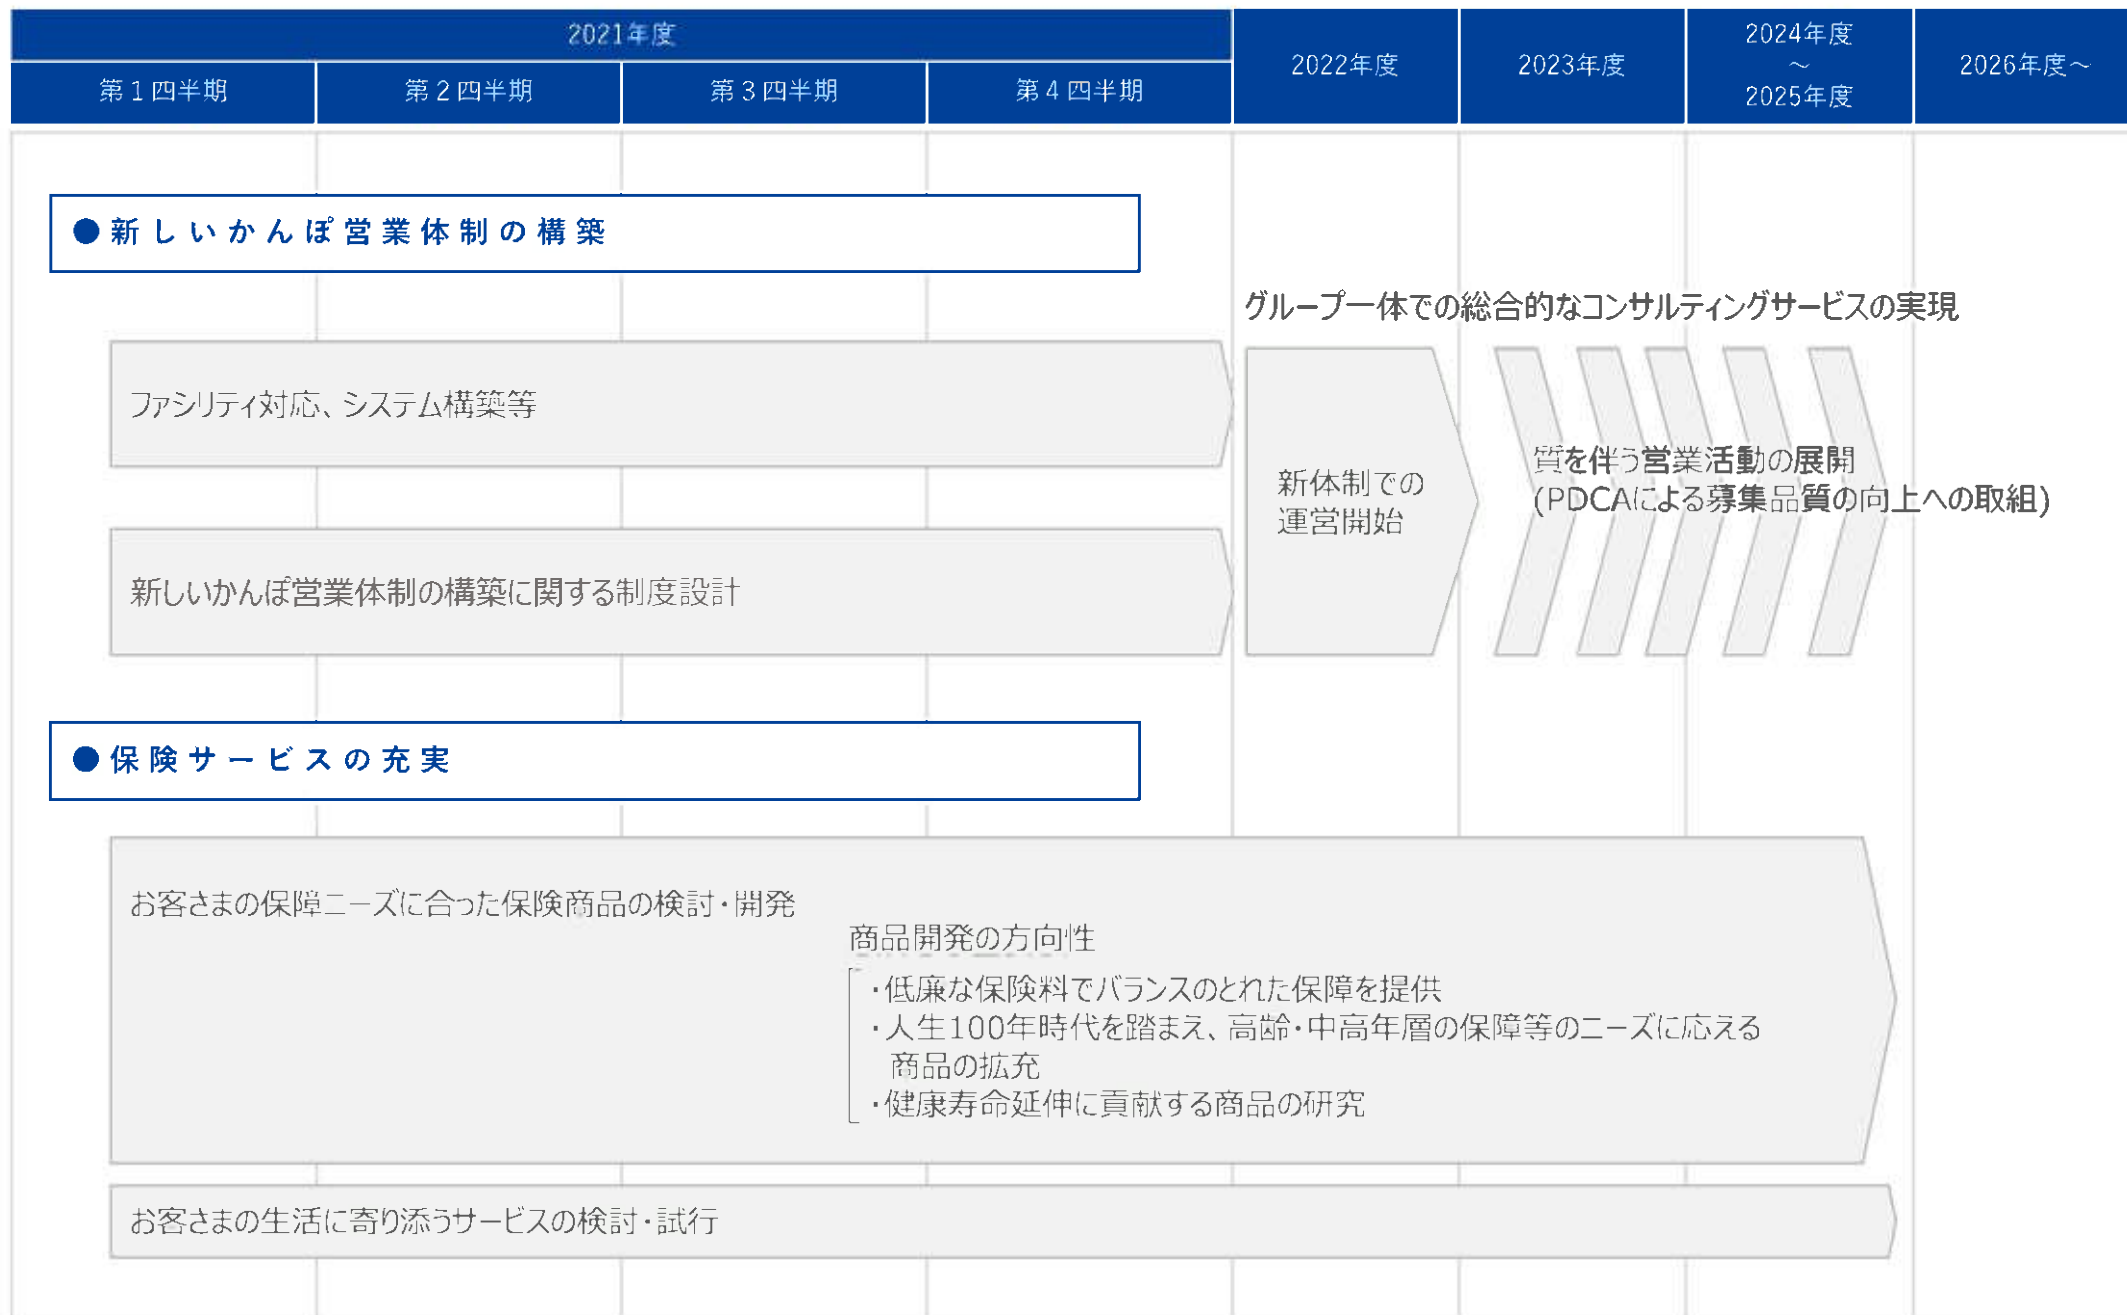 2021年度
第1四半期
第2四半期
第3四半期
第4四半期
2022年度
2023年度
2024年度
～
2025年度
2026年度～
●新しいかんぽ営業体制の構築
グループ一体での総合的なコンサルティングサービスの実現
ファシリティ対応、システム構築等
新しいかんぽ営業体制の構築に関する制度設計
新体制での
運営開始
質を伴う営業活動の展開
(PDCAによる募集品質の向上への取組)
●保険サービスの充実
お客さまの保障ニーズに合った保険商品の検討・開発
商品開発の方向性
・低廉な保険料でバランスのとれた保障を提供
・人生100年時代を踏まえ、高齢・中高年層の保障等のニーズに応える
商品の拡充
・健康寿命延伸に貢献する商品の研究
お客さまの生活に寄り添うサービスの検討・試行